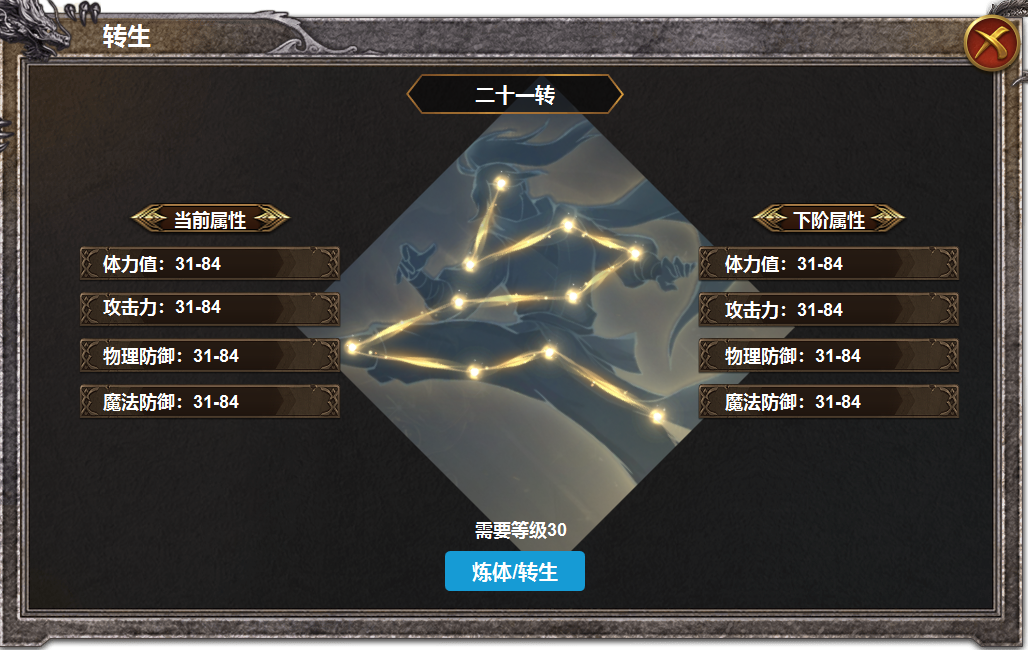 转生
二十一转
当前属性
体力值：31-84
攻击力：31-84
物理防御：31-84
魔法防御：31-84
下阶属性
体力值：31-84
攻击力：31-84
物理防御：31-84
魔法防御：31-84
需要等级30
炼体/转生